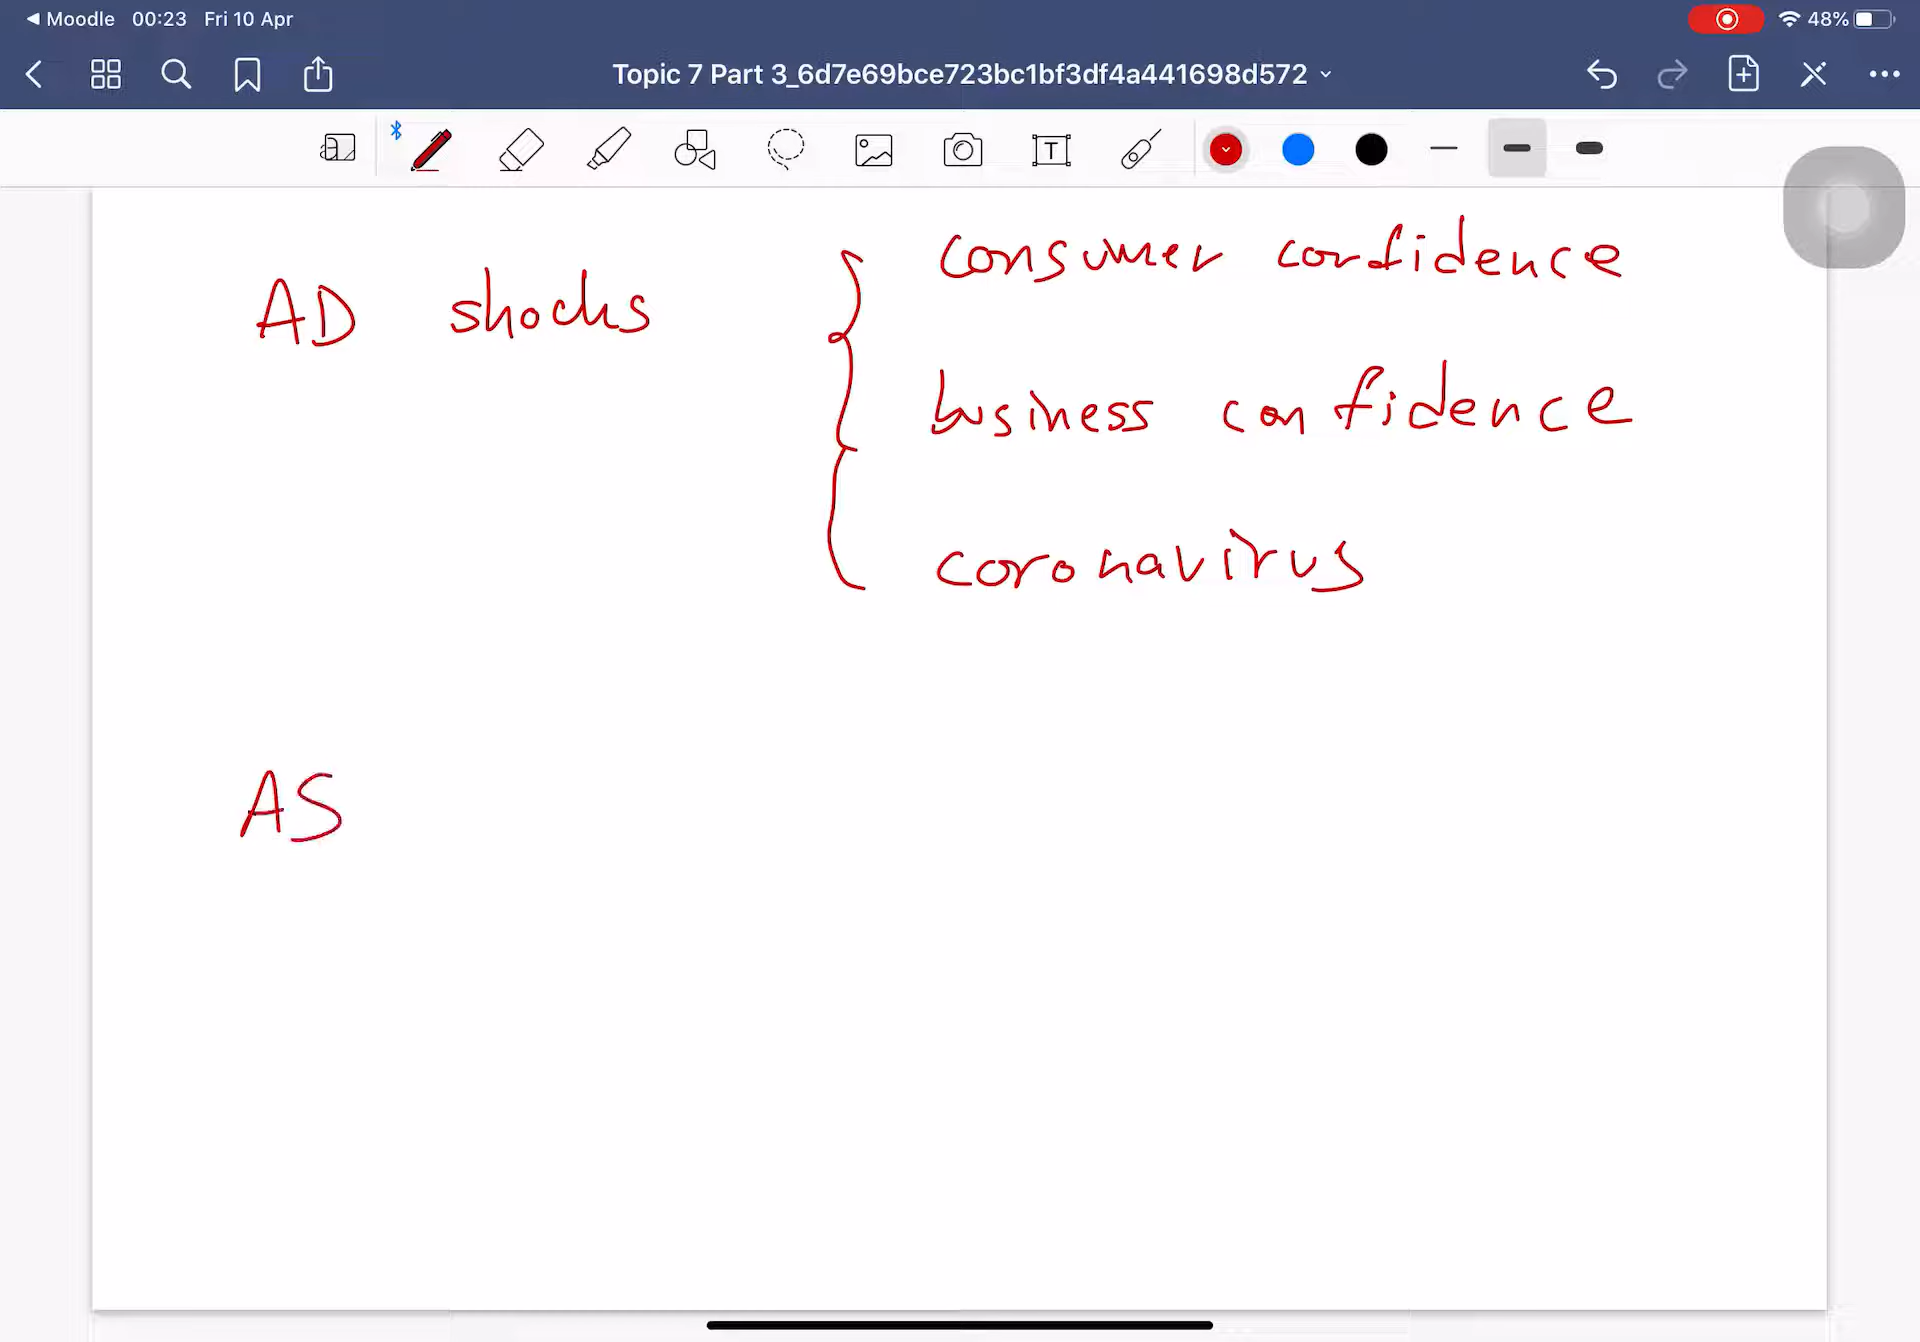 Moodle 00:23 Fri 10 Apr 48%
Topic 7 Part 3_6d7e69bce723bc1bf3df4a441698d572
a T
consumer confidence
AD shocks
business confidence
coronavirus
AS